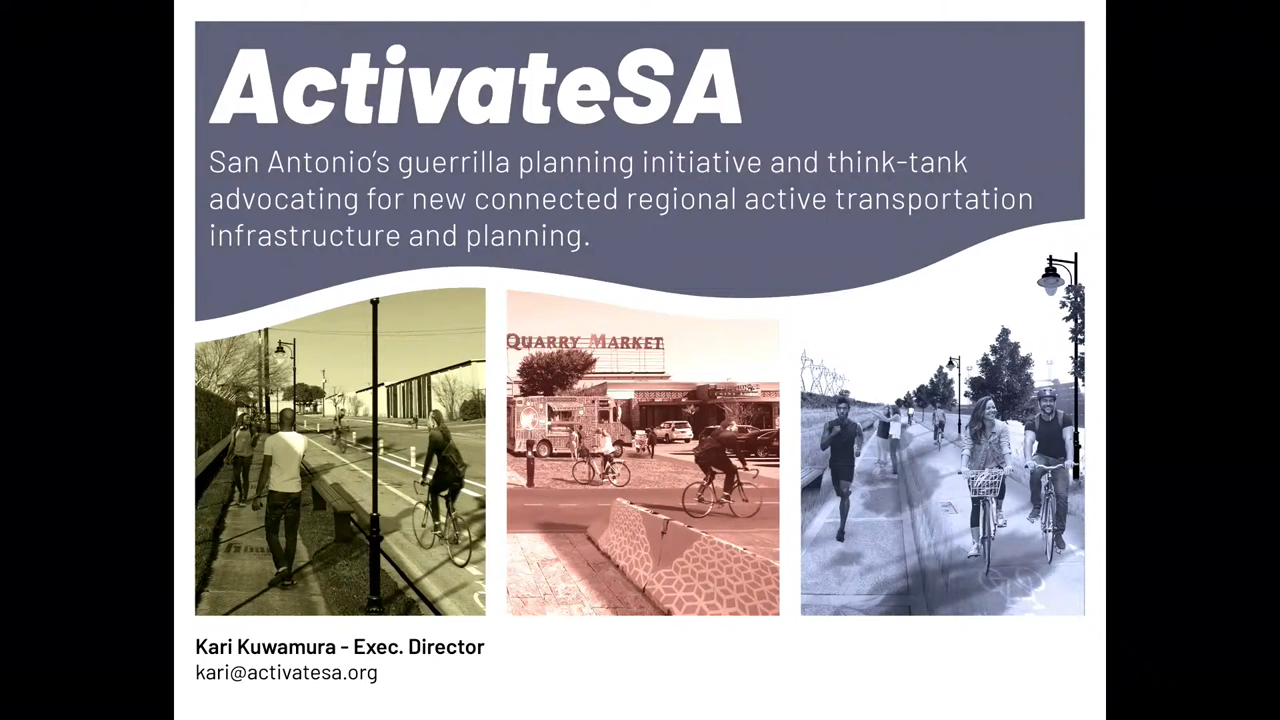 ActivateSA
San Antonio's guerrilla planning initiative and think-tank
advocating for new connected regional active transportation
infrastructure and planning.
QUARRY MARKET
Kari Kuwamura - Exec. Director
kari@activatesa.org